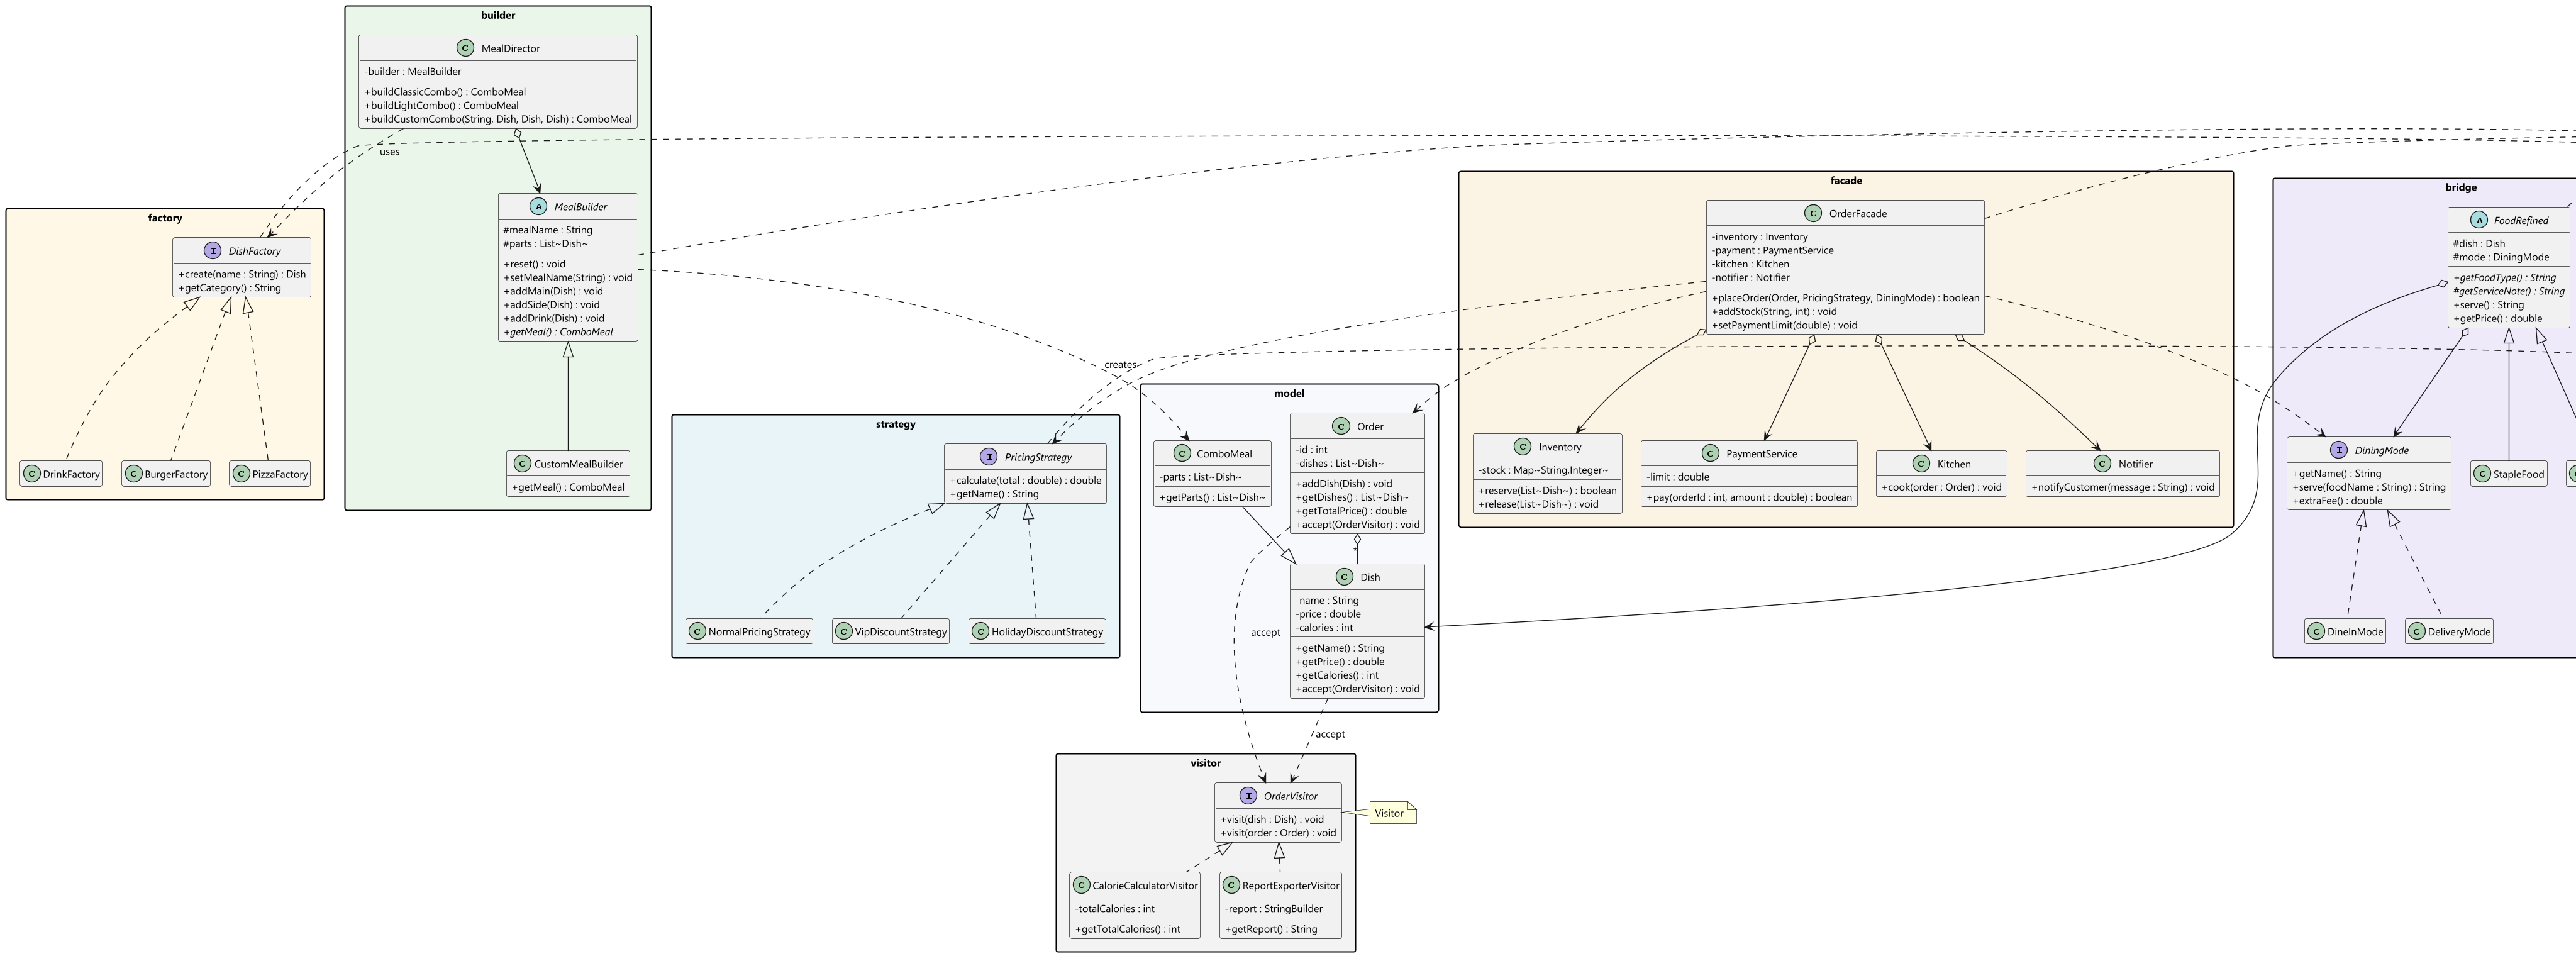 builder
C MealDirector
-builder : MealBuilder
+buildClassicCombo() : ComboMeal
+buildLightCombo() : ComboMeal
+buildCustomCombo(String, Dish, Dish, Dish) : ComboMeal
uses
A MealBuilder
#mealName : String
#parts : List~Dish~
+reset() : void
+setMealName(String) : void
+addMain(Dish) : void
+addSide(Dish) : void
+addDrink(Dish) : void
+getMeal() : ComboMeal
C CustomMealBuilder
+getMeal() : ComboMeal
factory
I DishFactory
+create(name : String) : Dish
+getCategory() : String
C DrinkFactory
C BurgerFactory
C PizzaFactory
creates
strategy
I PricingStrategy
+calculate(total : double) : double
+getName() : String
C NormalPricingStrategy
C VipDiscountStrategy
C HolidayDiscountStrategy
model
C ComboMeal
-parts : List~Dish~
+getParts() : List~Dish~
C Order
-id : int
-dishes : List~Dish~
+addDish(Dish) : void
+getDishes() : List~Dish~
+getTotalPrice() : double
+accept(OrderVisitor) : void
*
C Dish
-name : String
-price : double
-calories : int
+getName() : String
+getPrice() : double
+getCalories() : int
+accept(OrderVisitor) : void
accept
accept
visitor
I OrderVisitor
+visit(dish : Dish) : void
+visit(order : Order) : void
Visitor
C CalorieCalculatorVisitor
-totalCalories : int
+getTotalCalories() : int
C ReportExporterVisitor
-report : StringBuilder
+getReport() : String
facade
C OrderFacade
-inventory : Inventory
-payment : PaymentService
-kitchen : Kitchen
-notifier : Notifier
+placeOrder(Order, PricingStrategy, DiningMode) : boolean
+addStock(String, int) : void
+setPaymentLimit(double) : void
C Inventory
-stock : Map~String,Integer~
+reserve(List~Dish~) : boolean
+release(List~Dish~) : void
C PaymentService
-limit : double
+pay(orderId : int, amount : double) : boolean
C Kitchen
+cook(order : Order) : void
C Notifier
+notifyCustomer(message : String) : void
bridge
A FoodRefined
#dish : Dish
#mode : DiningMode
+getFoodType() : String
#getServiceNote() : String
+serve() : String
+getPrice() : double
I DiningMode
+getName() : String
+serve(foodName : String) : String
+extraFee() : double
C StapleFood
C DineInMode
C DeliveryMode